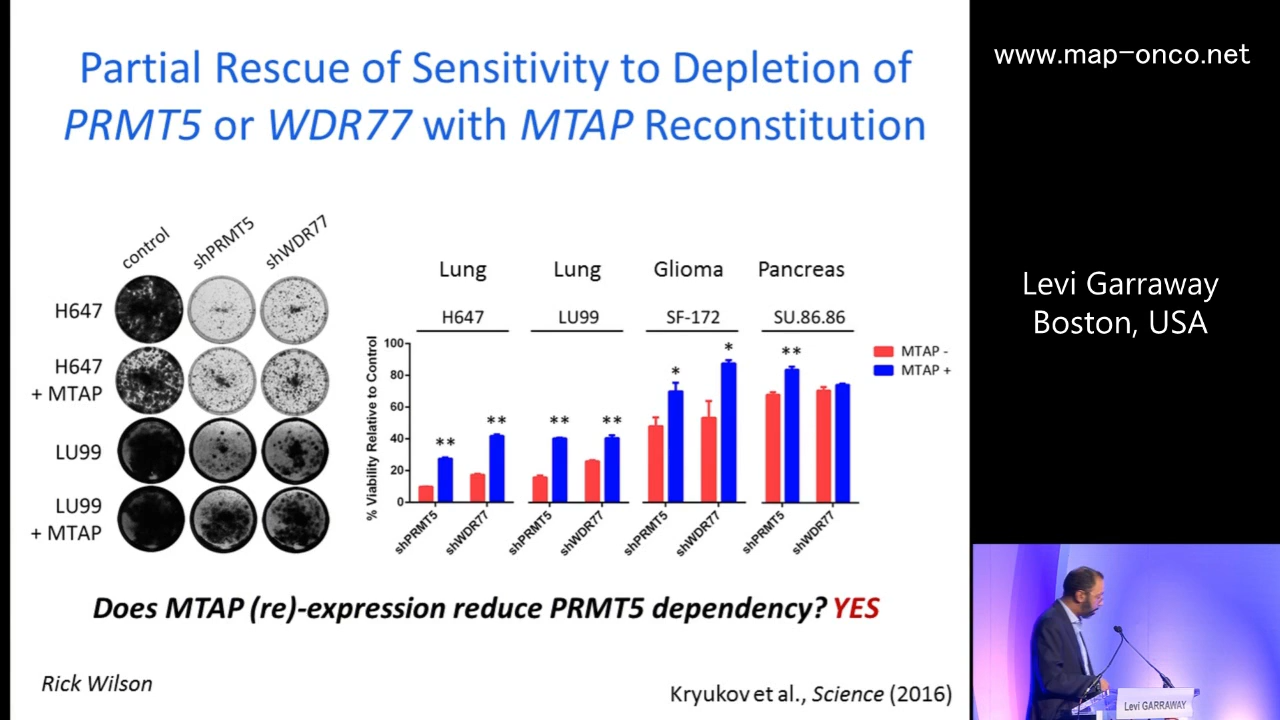 Partial Rescue of Sensitivity to Depletion of
PRMT5 or WDR77 with MTAP Reconstitution
www.map-onco.net
Levi Garraway
Boston, USA
control
shPRMT5
shWDR77
H647
H647
+ MTAP
LU99
LU99
+ MTAP
Lung
Lung
Glioma
Pancreas
H647
LU99
SF-172
SU.86.86
% Viability Relative to Control
100
80
60
40
20
0
**
**
**
**
*
*
**
MTAP -
MTAP +
shPRMT5
shWDR77
shPRMT5
shWDR77
shPRMT5
shWDR77
shPRMT5
shWDR77
Does MTAP (re)-expression reduce PRMT5 dependency? YES
Rick Wilson
Kryukov et al., Science (2016)
Levi GARRAWAY